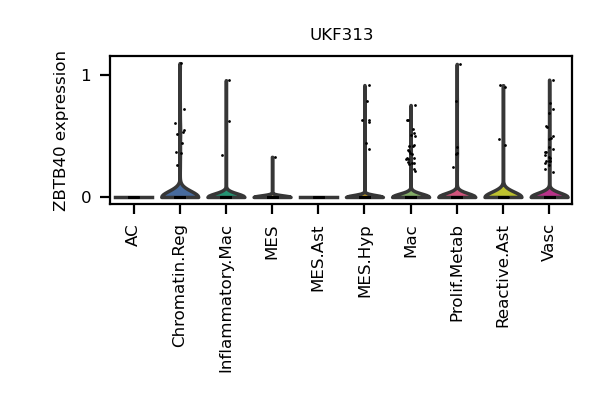 UKF313
ZBTB40 expression
1
0
AC
Chromatin.Reg
Inflammatory.Mac
MES
MES.Ast
MES.Hyp
Mac
Prolif.Metab
Reactive.Ast
Vasc